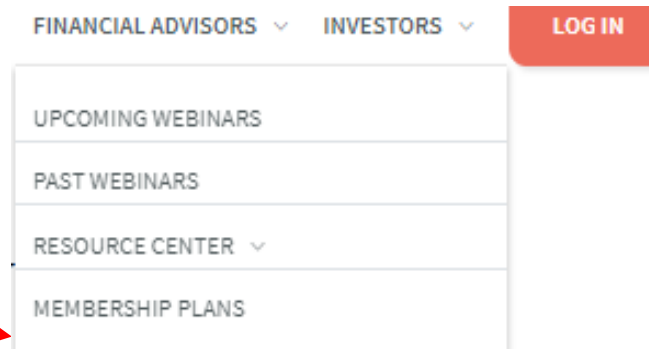 FINANCIAL ADVISORS INVESTORS LOG IN
UPCOMING WEBINARS
PAST WEBINARS
RESOURCE CENTER
MEMBERSHIP PLANS